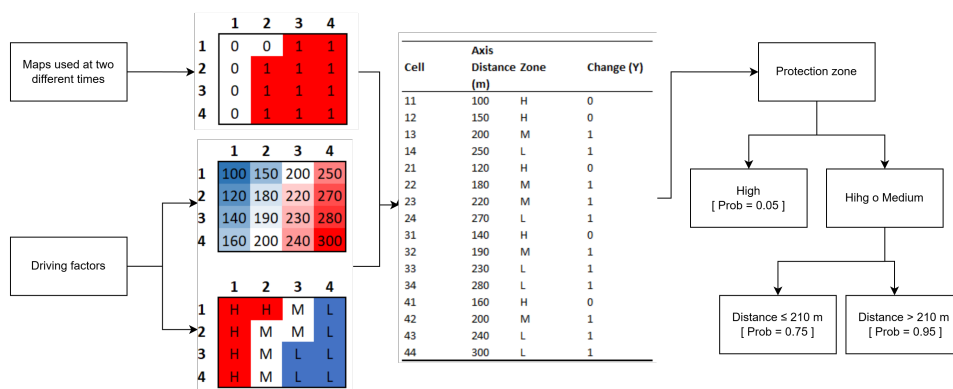 Maps used at two
different times
1 2 3 4
1 0 0 1 1
2 0 1 1 1
3 0 1 1 1
4 0 1 1 1
Driving factors
1 2 3 4
1 100 150 200 250
2 120 180 220 270
3 140 190 230 280
4 160 200 240 300
1 2 3 4
1 H H M L
2 H M M L
3 H M L L
4 H M L L
Axis
Cell Distance Zone Change (Y)
(m)
11 100 H 0
12 150 H 0
13 200 M 1
14 250 L 1
21 120 H 0
22 180 M 1
23 220 M 1
24 270 L 1
31 140 H 0
32 190 M 1
33 230 L 1
34 280 L 1
41 160 H 0
42 200 M 1
43 240 L 1
44 300 L 1
Protection zone
High
[ Prob = 0.05 ]
Hihg o Medium
Distance ≤ 210 m
[ Prob = 0.75 ]
Distance > 210 m
[ Prob = 0.95 ]